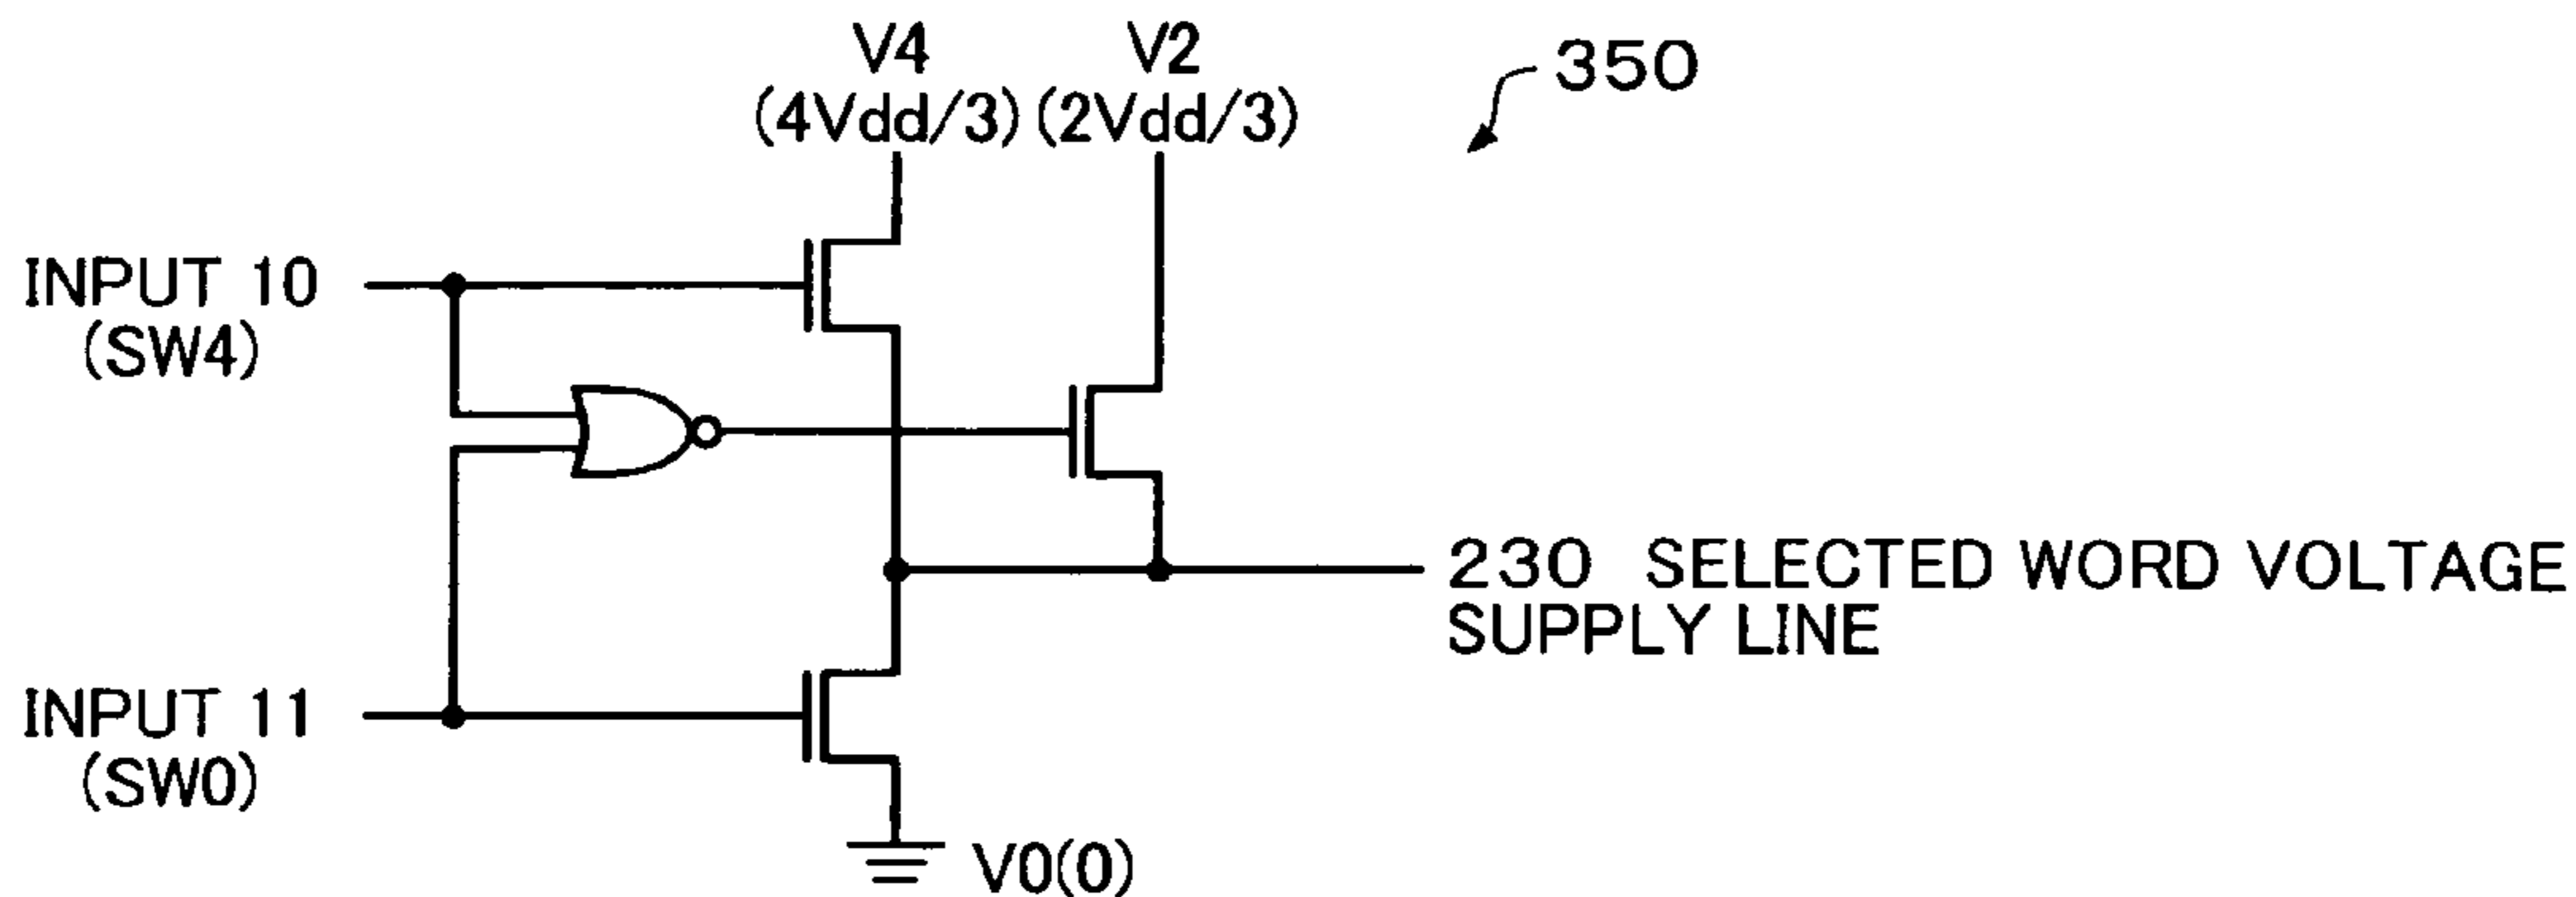 V4
(4Vdd/3)
V2
(2Vdd/3)
350
INPUT 10
(SW4)
230 SELECTED WORD VOLTAGE
SUPPLY LINE
INPUT 11
(SW0)
V0(0)